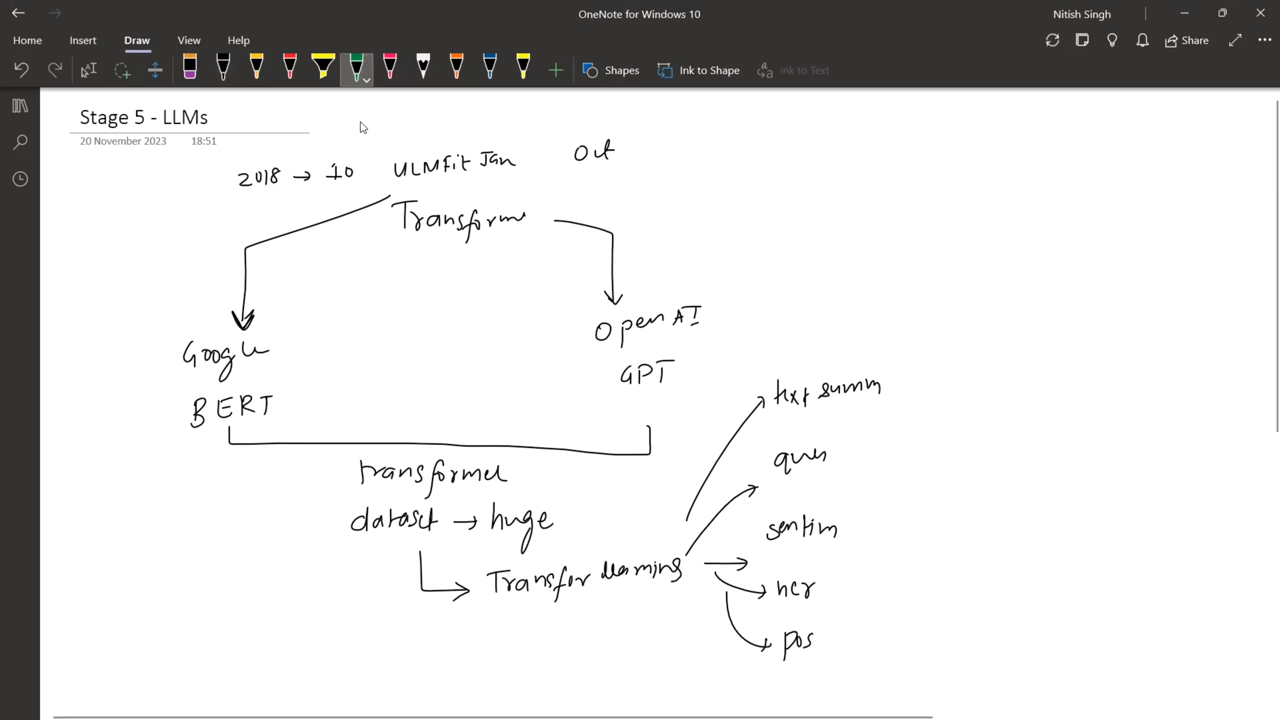 OneNote for Windows 10
Nitish Singh
Home Insert Draw View Help
Share
Shapes
Ink to Shape
Ink to Text
Stage 5 - LLMs
20 November 2023 18:51
2018 → 10 ULMFit Jan Oct
Transforme
Google
BERT
Open AI
GPT
transformer
dataset → huge
Transfer learning
text summ
ques
sentim
ner
pos